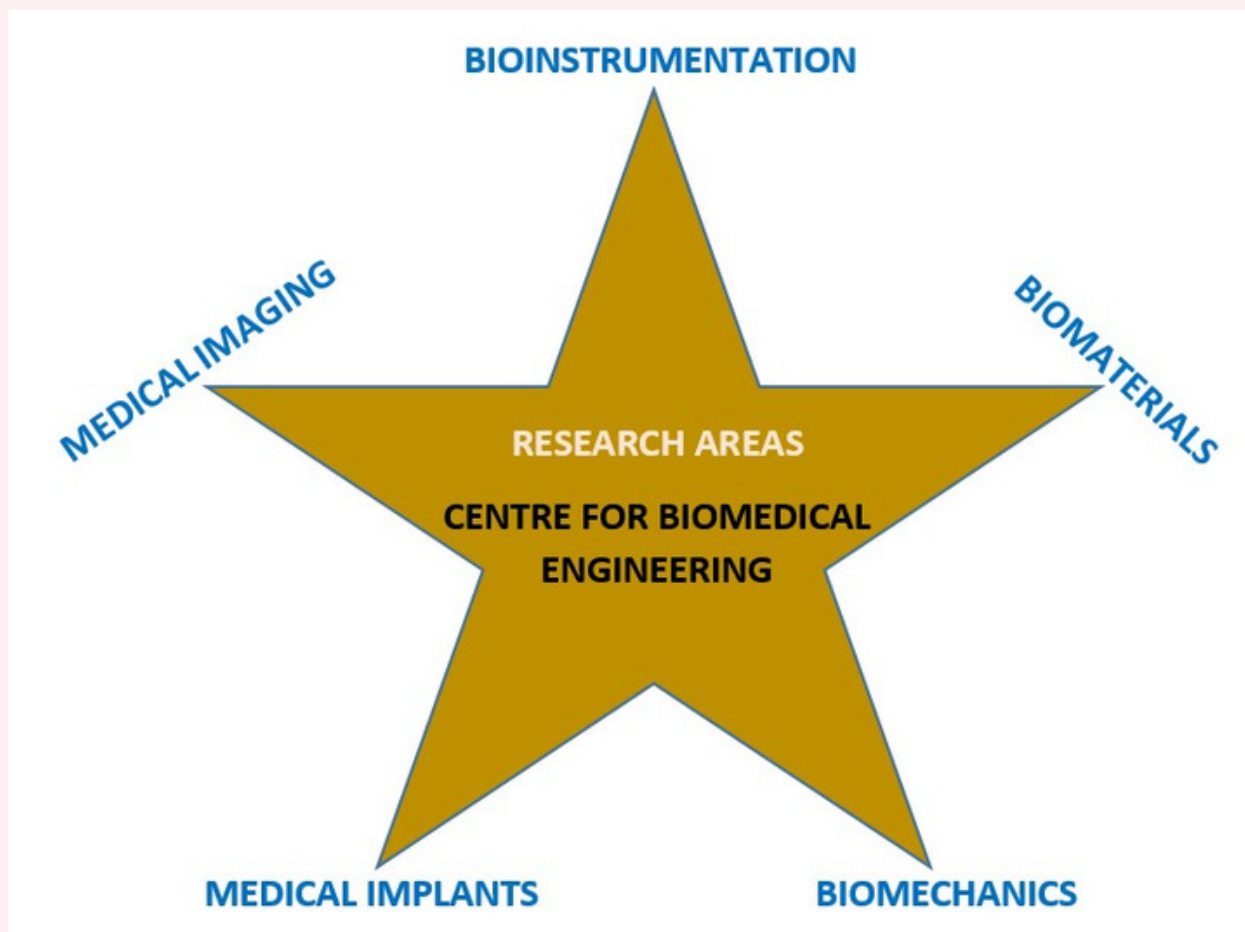 BIOINSTRUMENTATION
MEDICAL IMAGING
BIOMATERIALS
RESEARCH AREAS
CENTRE FOR BIOMEDICAL
ENGINEERING
MEDICAL IMPLANTS
BIOMECHANICS